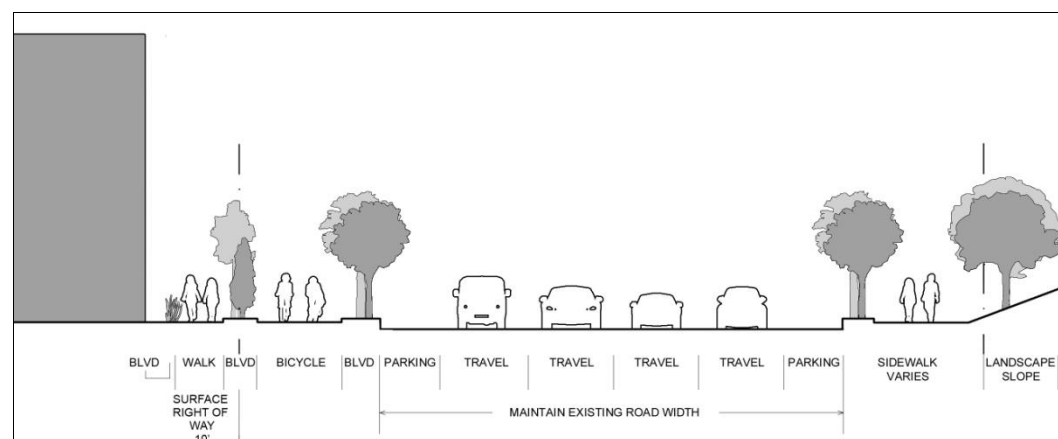 BLVD WALK BLVD BICYCLE BLVD PARKING TRAVEL TRAVEL TRAVEL TRAVEL PARKING SIDEWALK VARIES LANDSCAPE SLOPE
SURFACE
RIGHT OF
WAY
10'
MAINTAIN EXISTING ROAD WIDTH